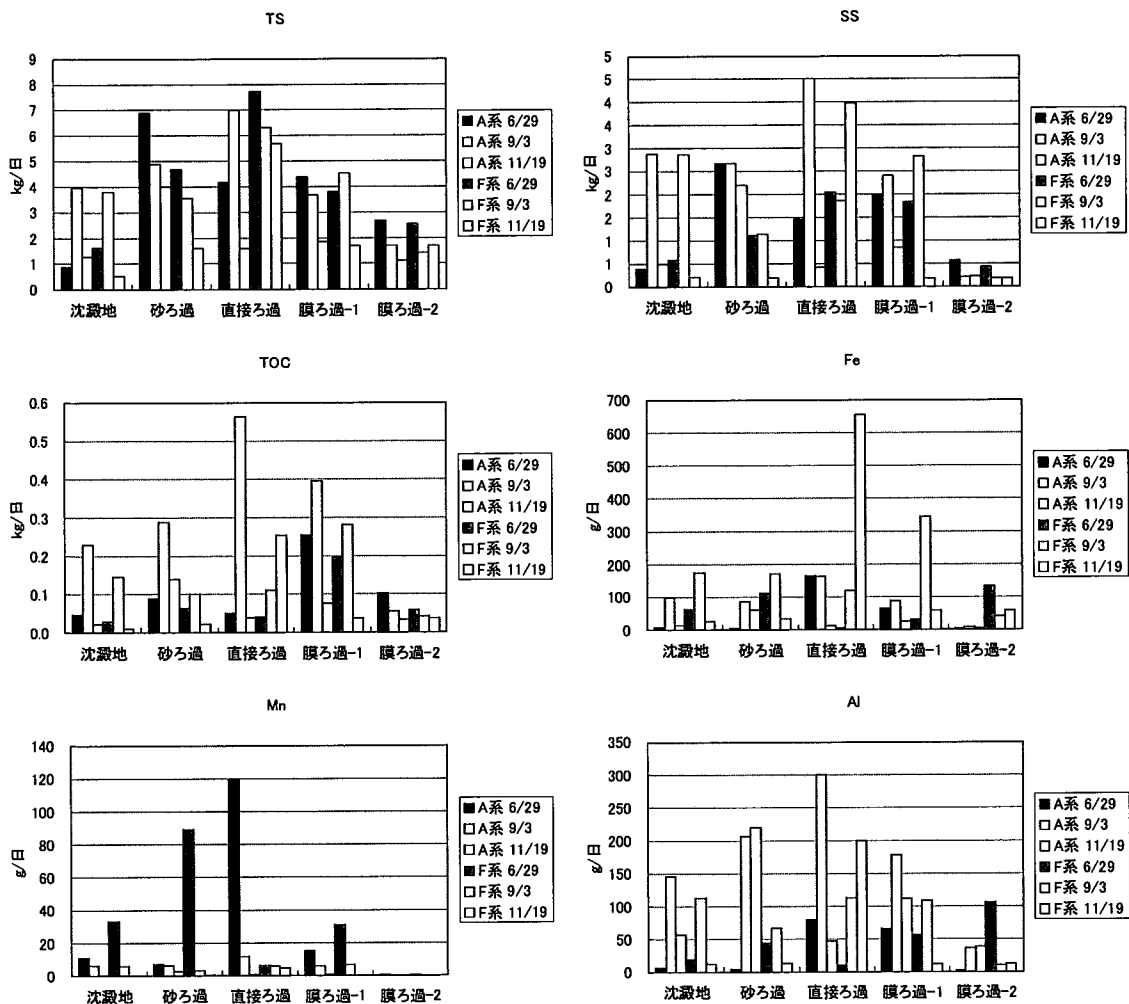 TS
kg/日
9
8
7
6
5
4
3
2
1
0
沈澱地 砂ろ過 直接ろ過 膜ろ過-1 膜ろ過-2
A系 6/29
A系 9/3
A系 11/19
F系 6/29
F系 9/3
F系 11/19
SS
kg/日
5
5
4
4
3
3
2
2
1
1
0
沈澱地 砂ろ過 直接ろ過 膜ろ過-1 膜ろ過-2
A系 6/29
A系 9/3
A系 11/19
F系 6/29
F系 9/3
F系 11/19
TOC
kg/日
0.6
0.5
0.4
0.3
0.2
0.1
0.0
沈澱地 砂ろ過 直接ろ過 膜ろ過-1 膜ろ過-2
A系 6/29
A系 9/3
A系 11/19
F系 6/29
F系 9/3
F系 11/19
Fe
g/日
700
600
500
400
300
200
100
0
沈澱地 砂ろ過 直接ろ過 膜ろ過-1 膜ろ過-2
A系 6/29
A系 9/3
A系 11/19
F系 6/29
F系 9/3
F系 11/19
Mn
g/日
140
120
100
80
60
40
20
0
沈澱地 砂ろ過 直接ろ過 膜ろ過-1 膜ろ過-2
A系 6/29
A系 9/3
A系 11/19
F系 6/29
F系 9/3
F系 11/19
Al
g/日
350
300
250
200
150
100
50
0
沈澱地 砂ろ過 直接ろ過 膜ろ過-1 膜ろ過-2
A系 6/29
A系 9/3
A系 11/19
F系 6/29
F系 9/3
F系 11/19